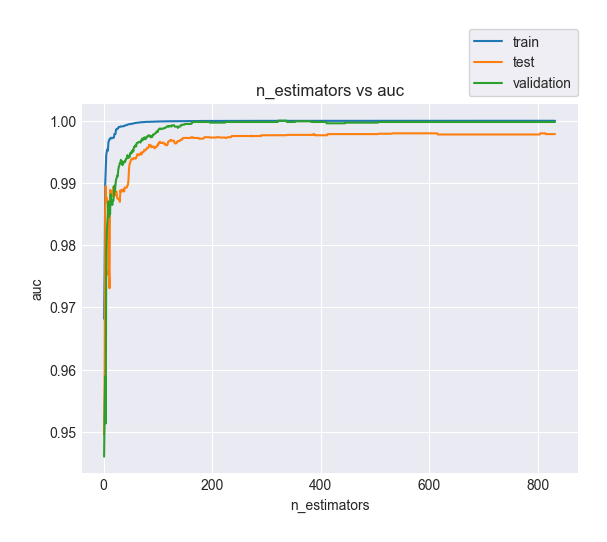 train
test
validation
n_estimators vs auc
1.00
0.99
0.98
0.97
0.96
0.95
auc
0
200
400
600
800
n_estimators